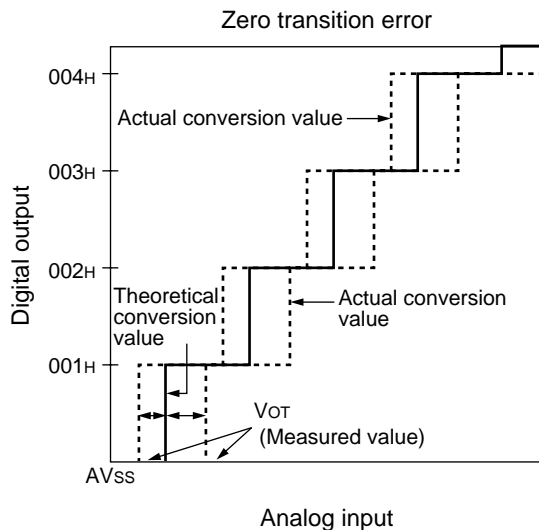 Zero transition error
004H
Actual conversion value
003H
Digital output
002H
Theoretical
conversion
value
Actual conversion
value
001H
VOT
(Measured value)
AVSS
Analog input